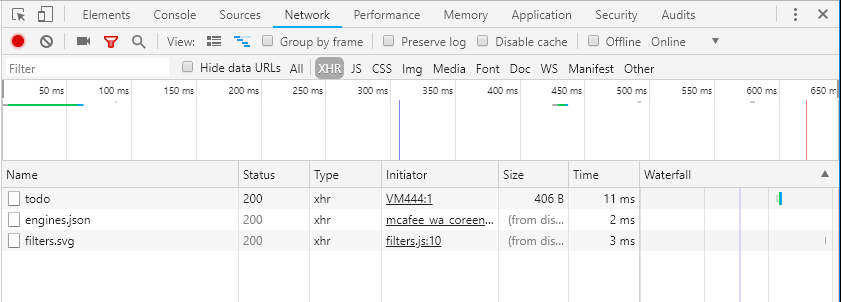 Elements Console Sources Network Performance Memory Application Security Audits
View: Group by frame Preserve log Disable cache Offline Online
Filter Hide data URLs All XHR JS CSS Img Media Font Doc WS Manifest Other
50 ms 100 ms 150 ms 200 ms 250 ms 300 ms 350 ms 400 ms 450 ms 500 ms 550 ms 600 ms 650 m
Name Status Type Initiator Size Time Waterfall
todo 200 xhr VM444:1 406 B 11 ms
engines.json 200 xhr mcafee_wa_coreen... (from dis... 2 ms
filters.svg 200 xhr filters.js:10 (from dis... 3 ms